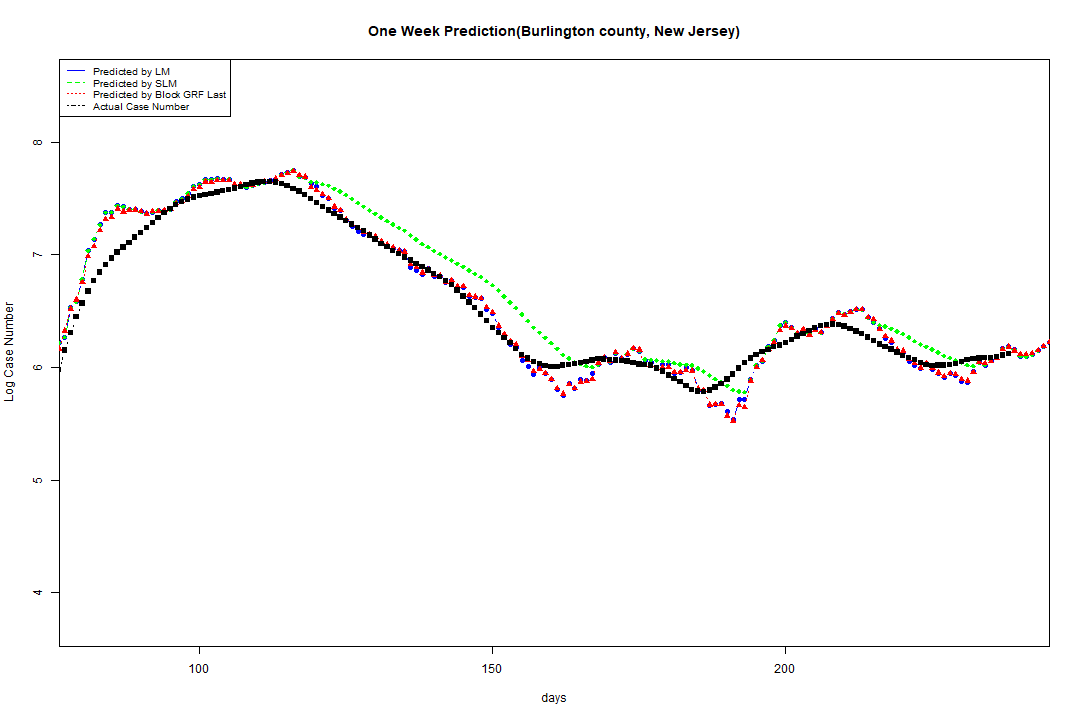 One Week Prediction(Burlington county, New Jersey)
Predicted by LM
Predicted by SLM
Predicted by Block GRF Last
Actual Case Number
8
7
6
5
4
Log Case Number
100 150 200
days